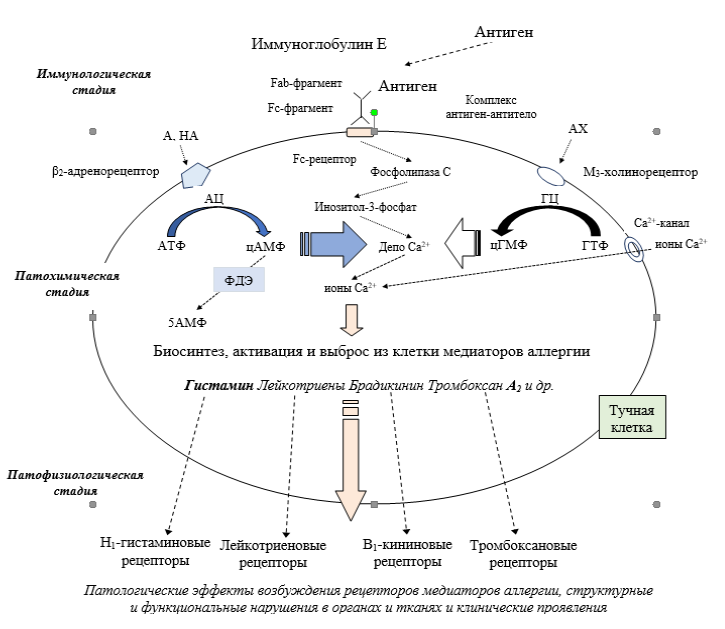 Иммуноглобулин Е
Антиген
Иммунологическая
стадия
Fab-фрагмент
Антиген
Fc-фрагмент
Комплекс
антиген-антитело
А, НА
АХ
β₂-адренорецептор
Fc-рецептор
Фосфолипаза С
М₃-холинорецептор
АЦ
ГЦ
Инозитол-3-фосфат
Ca²⁺-канал
АТФ
цАМФ
Депо Ca²⁺
цГМФ
ГТФ
ионы Ca²⁺
Патохимическая
стадия
ФДЭ
ионы Ca²⁺
5АМФ
Биосинтез, активация и выброс из клетки медиаторов аллергии
Гистамин Лейкотриены Брадикинин Тромбоксан А₂ и др.
Тучная
клетка
Патофизиологическая
стадия
Н₁-гистаминовые
рецепторы
Лейкотриеновые
рецепторы
В₁-кининовые
рецепторы
Тромбоксановые
рецепторы
Патологические эффекты возбуждения рецепторов медиаторов аллергии, структурные
и функциональные нарушения в органах и тканях и клинические проявления